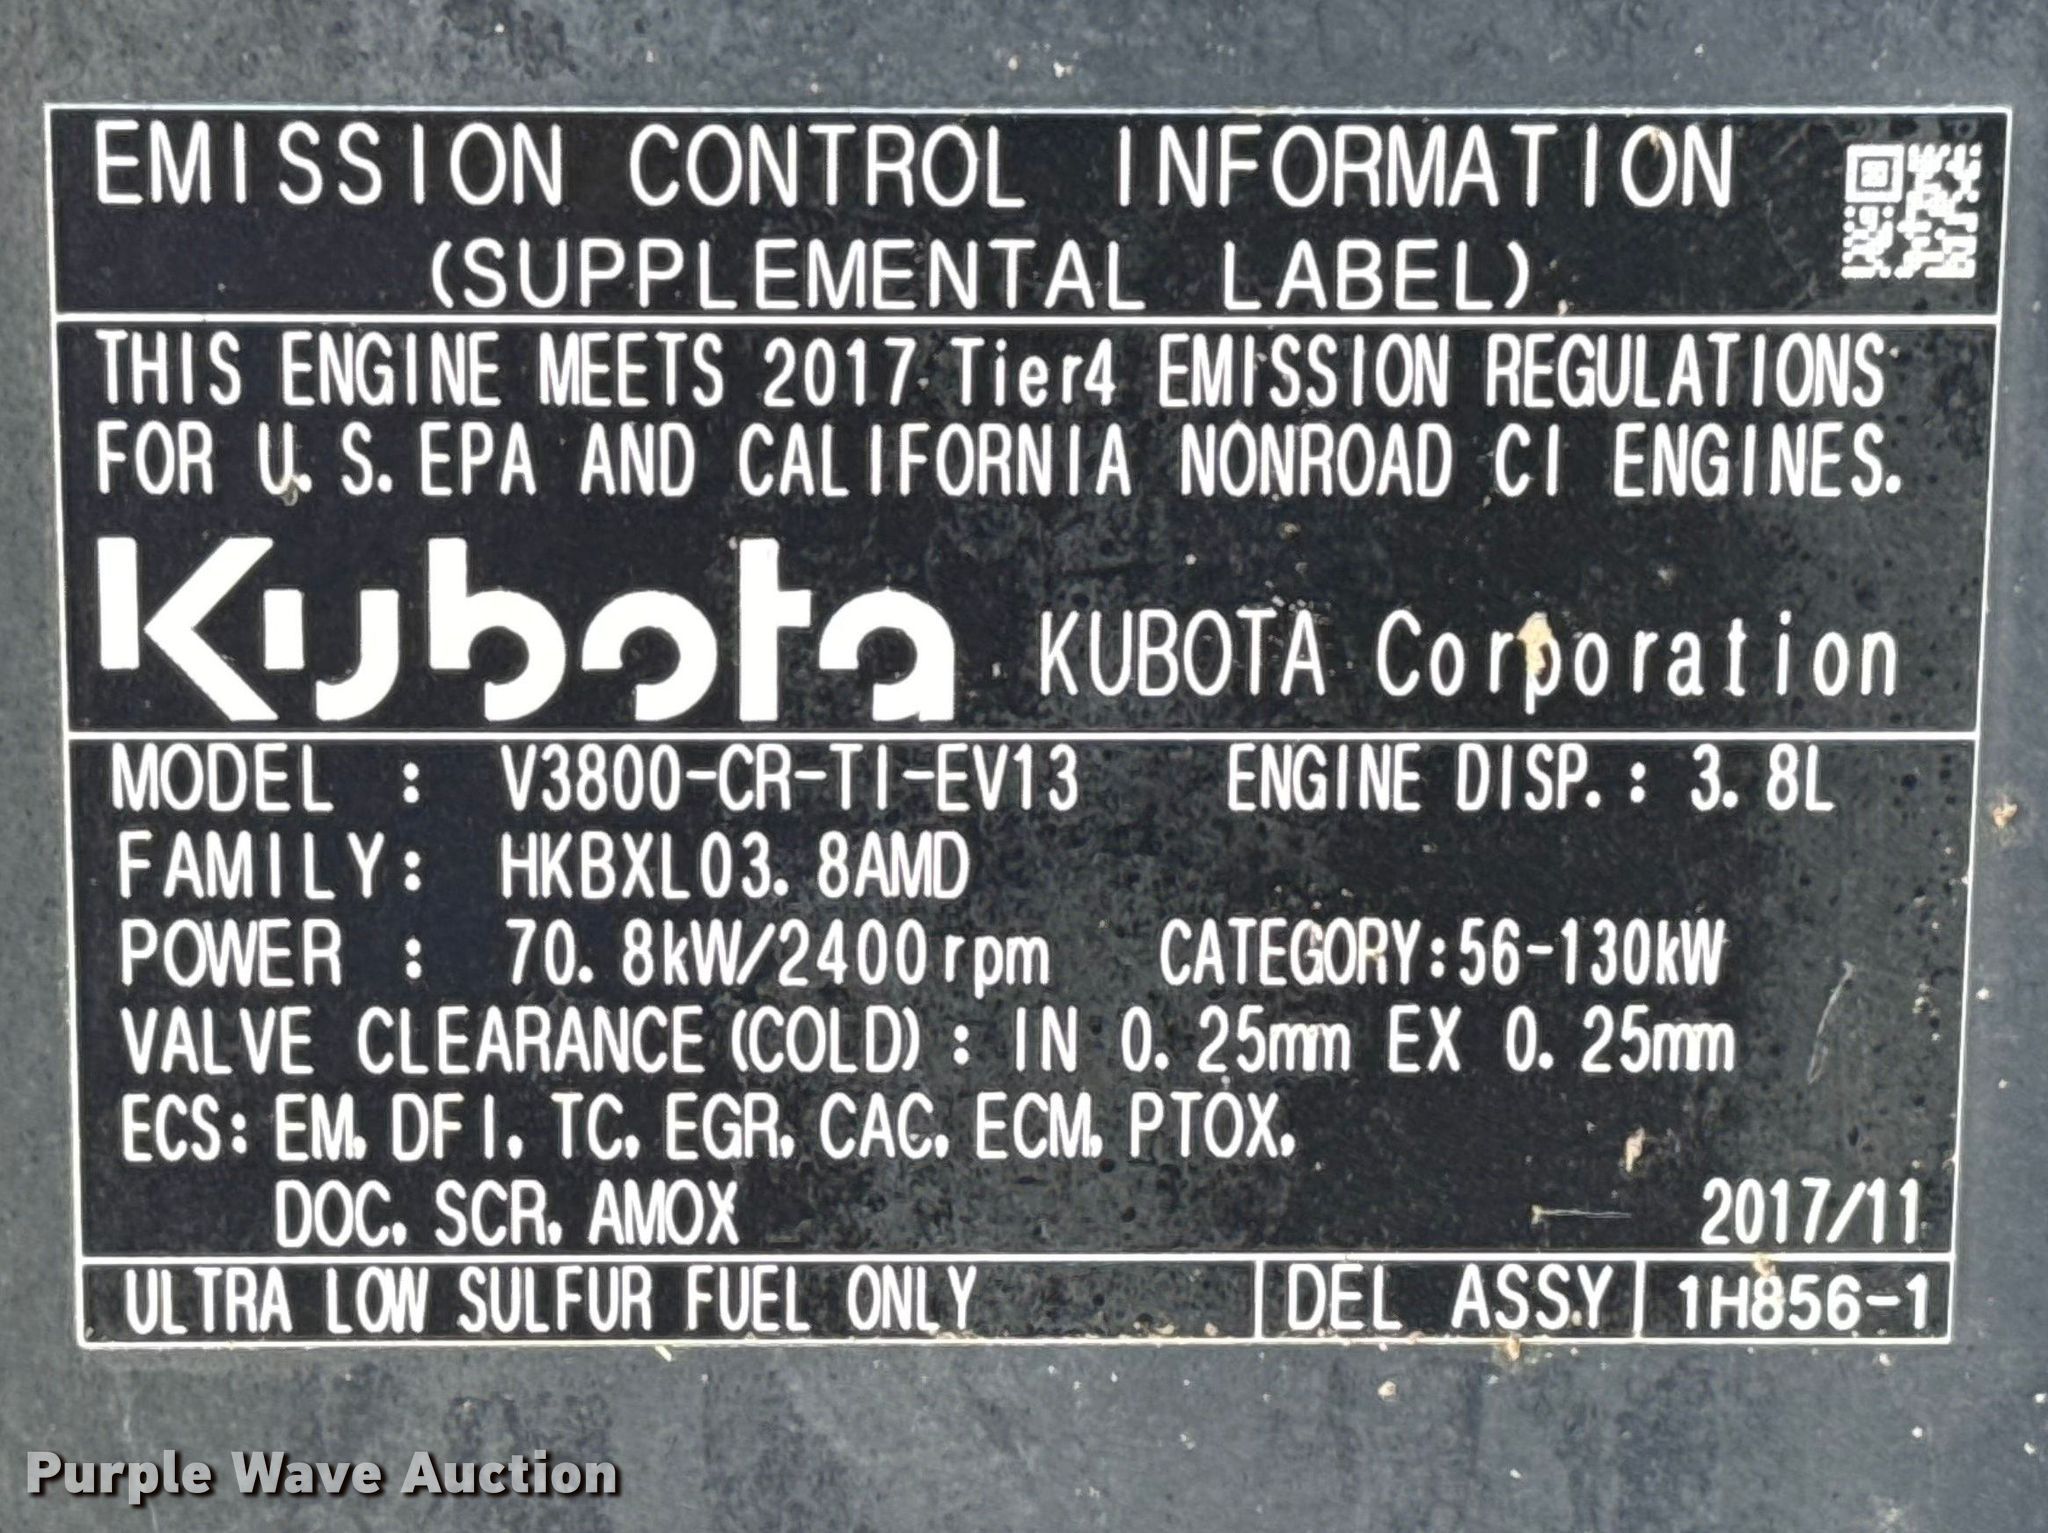 EMISSION CONTROL INFORMATION
(SUPPLEMENTAL LABEL)
THIS ENGINE MEETS 2017 Tier4 EMISSION REGULATIONS
FOR U.S.EPA AND CALIFORNIA NONROAD CI ENGINES.
Kubota KUBOTA Corporation
MODEL : V3800-CR-TI-EV13 ENGINE DISP.: 3.8L
FAMILY: HKBXL03.8AMD
POWER : 70.8kW/2400rpm CATEGORY:56-130kW
VALVE CLEARANCE(COLD): IN 0.25mm EX 0.25mm
ECS: EM, DFI, TC, EGR, CAC, ECM, PTOX,
DOC, SCR, AMOX
2017/11
ULTRA LOW SULFUR FUEL ONLY DEL ASSY 1H856-1
Purple Wave Auction